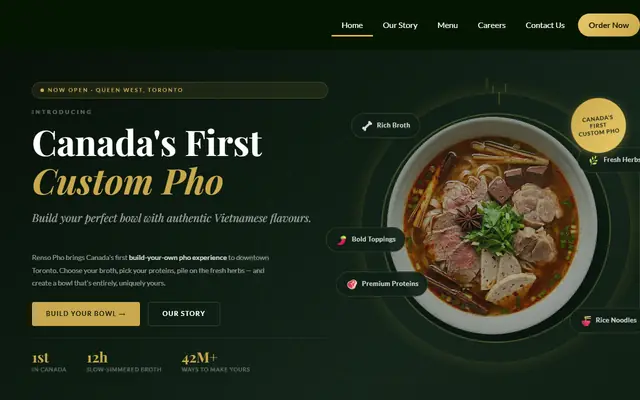 Home Our Story Menu Careers Contact Us Order Now
NOW OPEN · QUEEN WEST, TORONTO
INTRODUCING
Canada's First
Custom Pho
Build your perfect bowl with authentic Vietnamese flavours.
Renso Pho brings Canada's first build-your-own pho experience to downtown
Toronto. Choose your broth, pick your proteins, pile on the fresh herbs — and
create a bowl that's entirely, uniquely yours.
BUILD YOUR BOWL →
OUR STORY
1st
IN CANADA
12h
SLOW-SIMMERED BROTH
42M+
WAYS TO MAKE YOURS
Rich Broth
CANADA'S
FIRST
CUSTOM PHO
Fresh Herbs
Bold Toppings
Premium Proteins
Rice Noodles